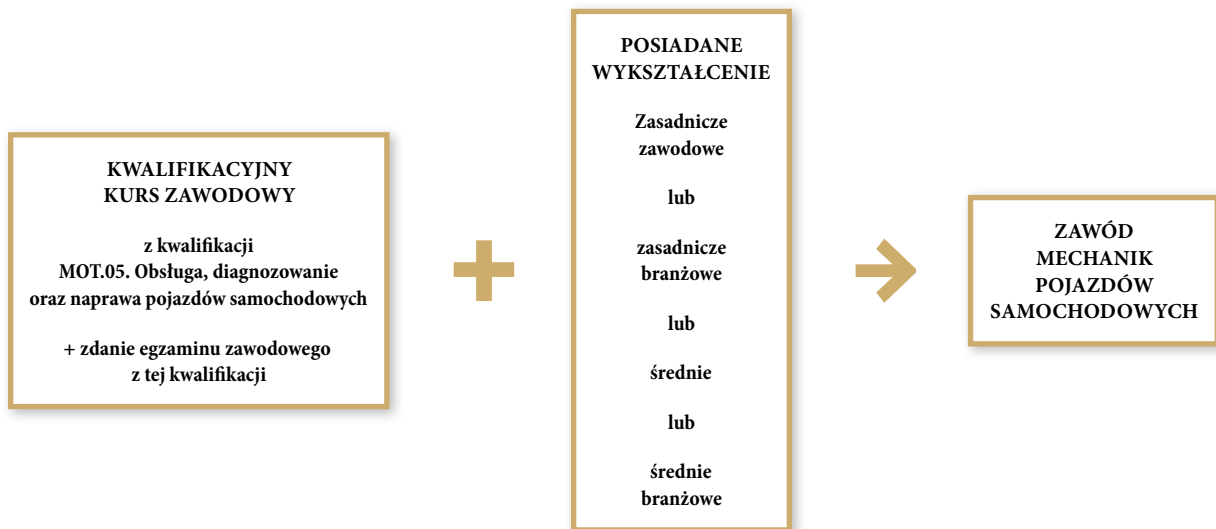 KWALIFIKACYJNY
KURS ZAWODOWY
z kwalifikacji
MOT.05. Obsługa, diagnozowanie
oraz naprawa pojazdów samochodowych
+ zdanie egzaminu zawodowego
z tej kwalifikacji
POSIADANE
WYKSZTAŁCENIE
Zasadnicze
zawodowe
lub
zasadnicze
branżowe
lub
średnie
lub
średnie
branżowe
ZAWÓD
MECHANIK
POJAZDÓW
SAMOCHODOWYCH